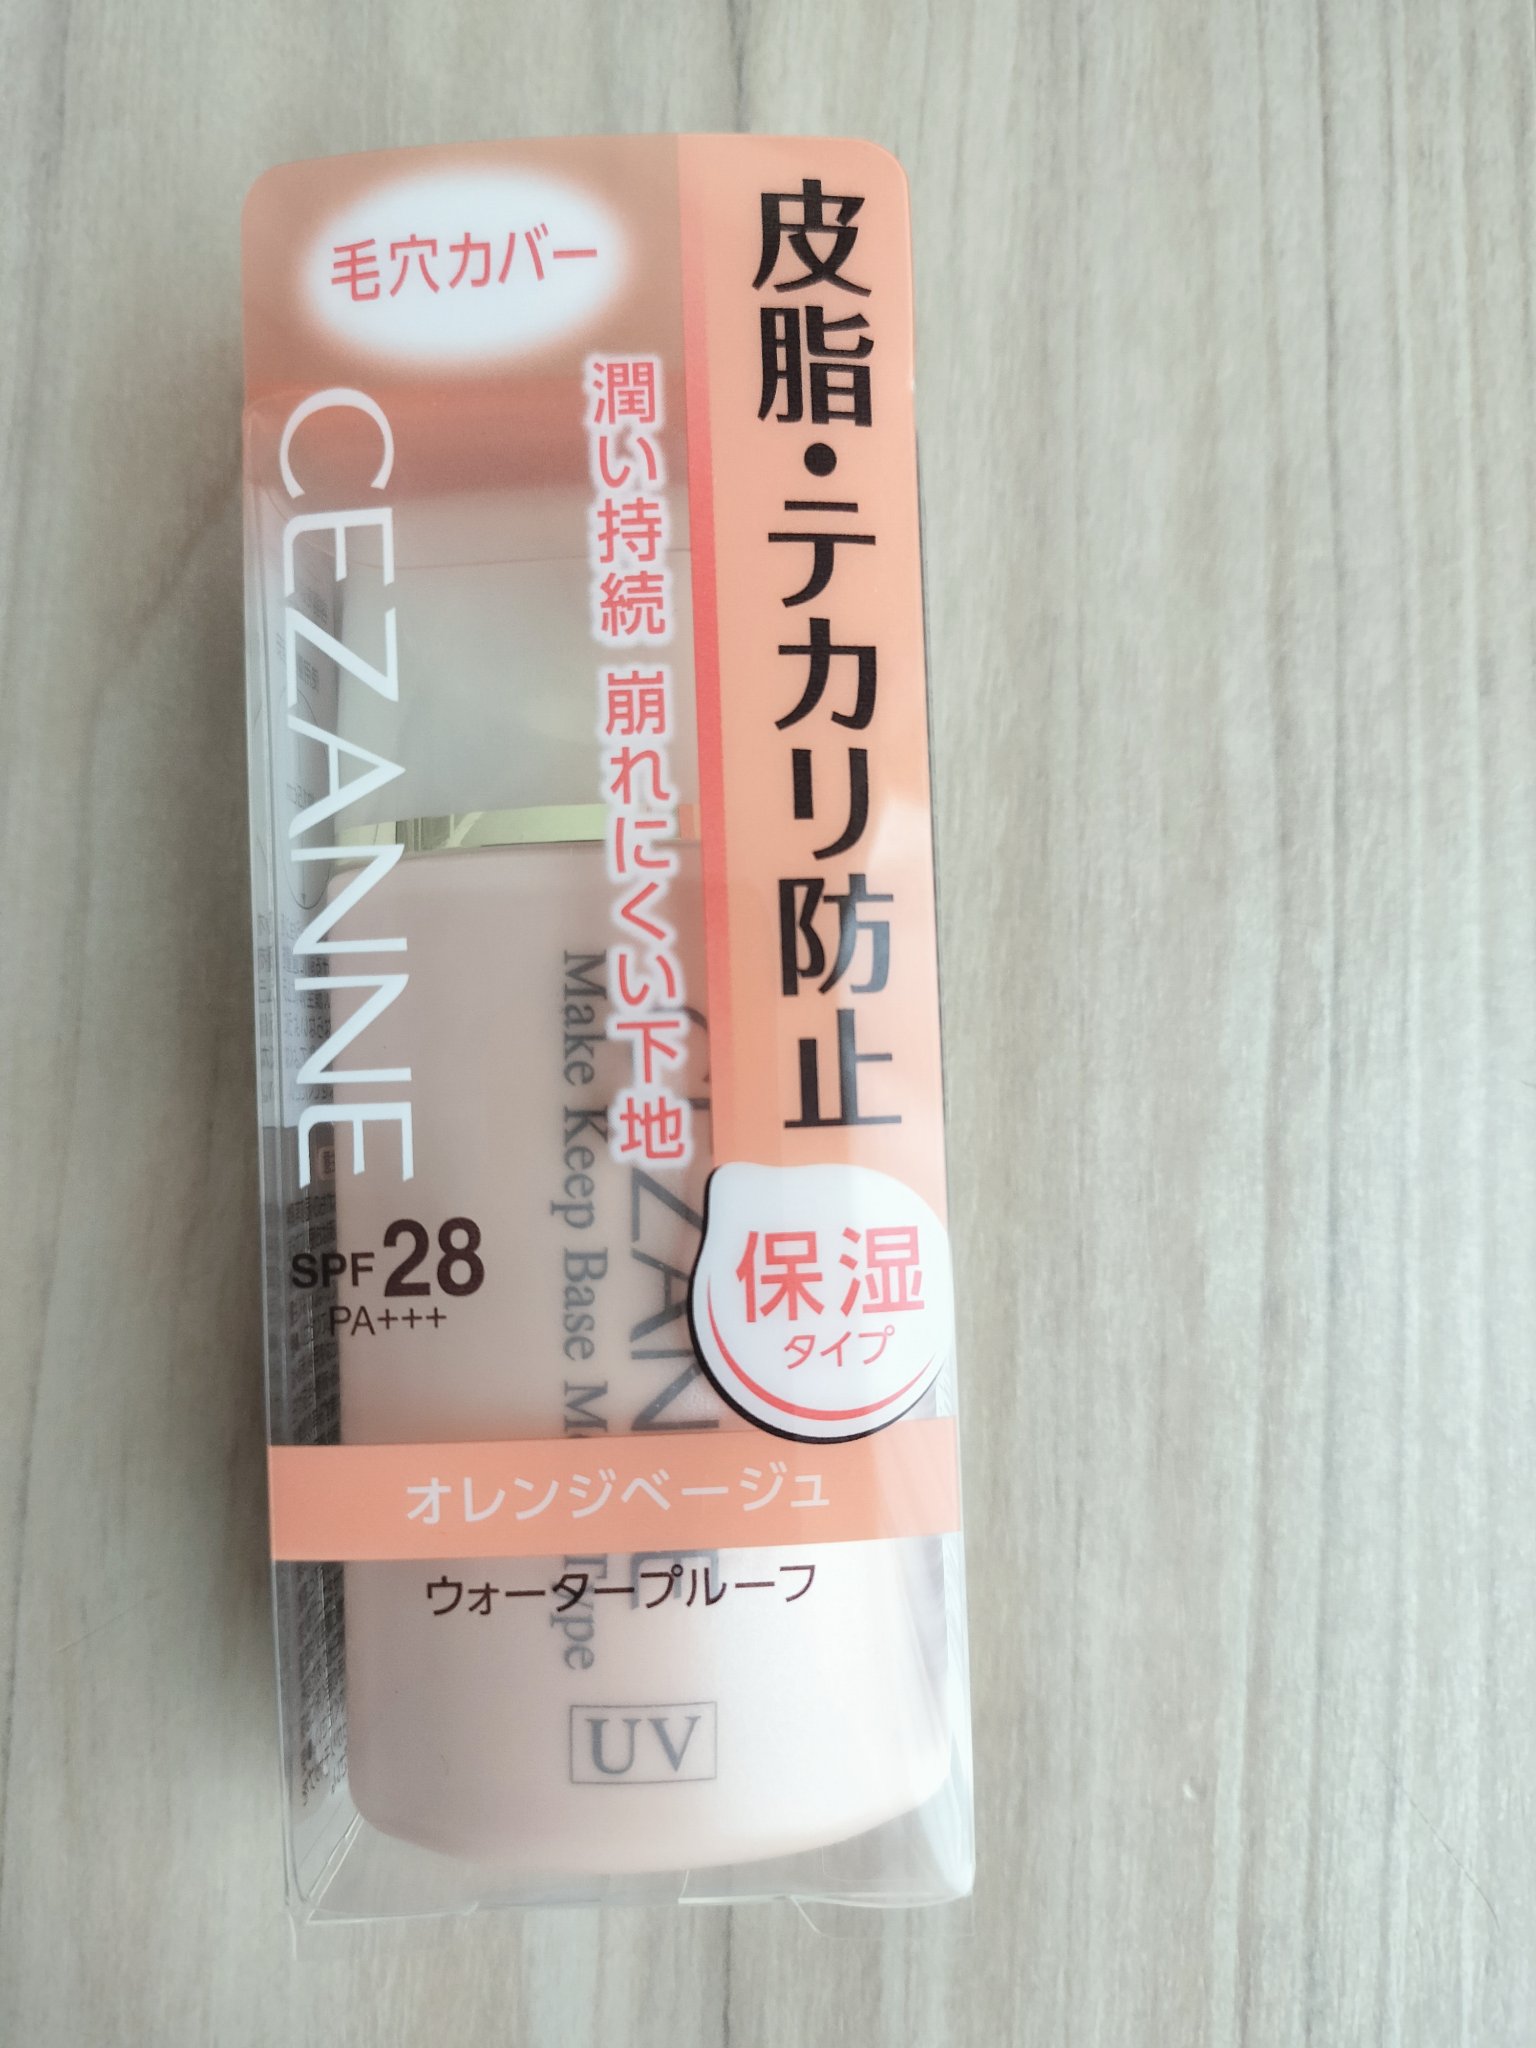 毛穴カバー
皮脂・テカリ防止
潤い持続 崩れにくい下地
CEZANNE
SPF 28
PA+++
保湿
タイプ
オレンジベージュ
ウォータープルーフ
Make Keep Base Type
UV